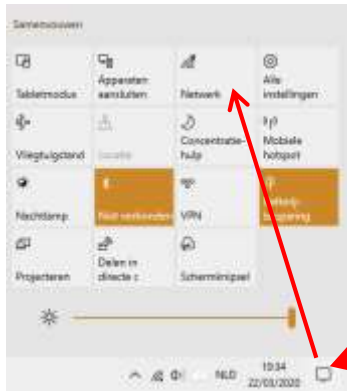 Samenvouwen
Tabletmodus
Apparaten aansluiten
Netwerk
Alle instellingen
Vliegtuigstand
Locatie
Concentratie-
hulp
Mobiele hotspot
Nachtlamp
Niet verbonden
VPN
Batterij-
besparing
Projecteren
Delen in directe o
Schermknipsel
NLD
10:34
22/03/2020